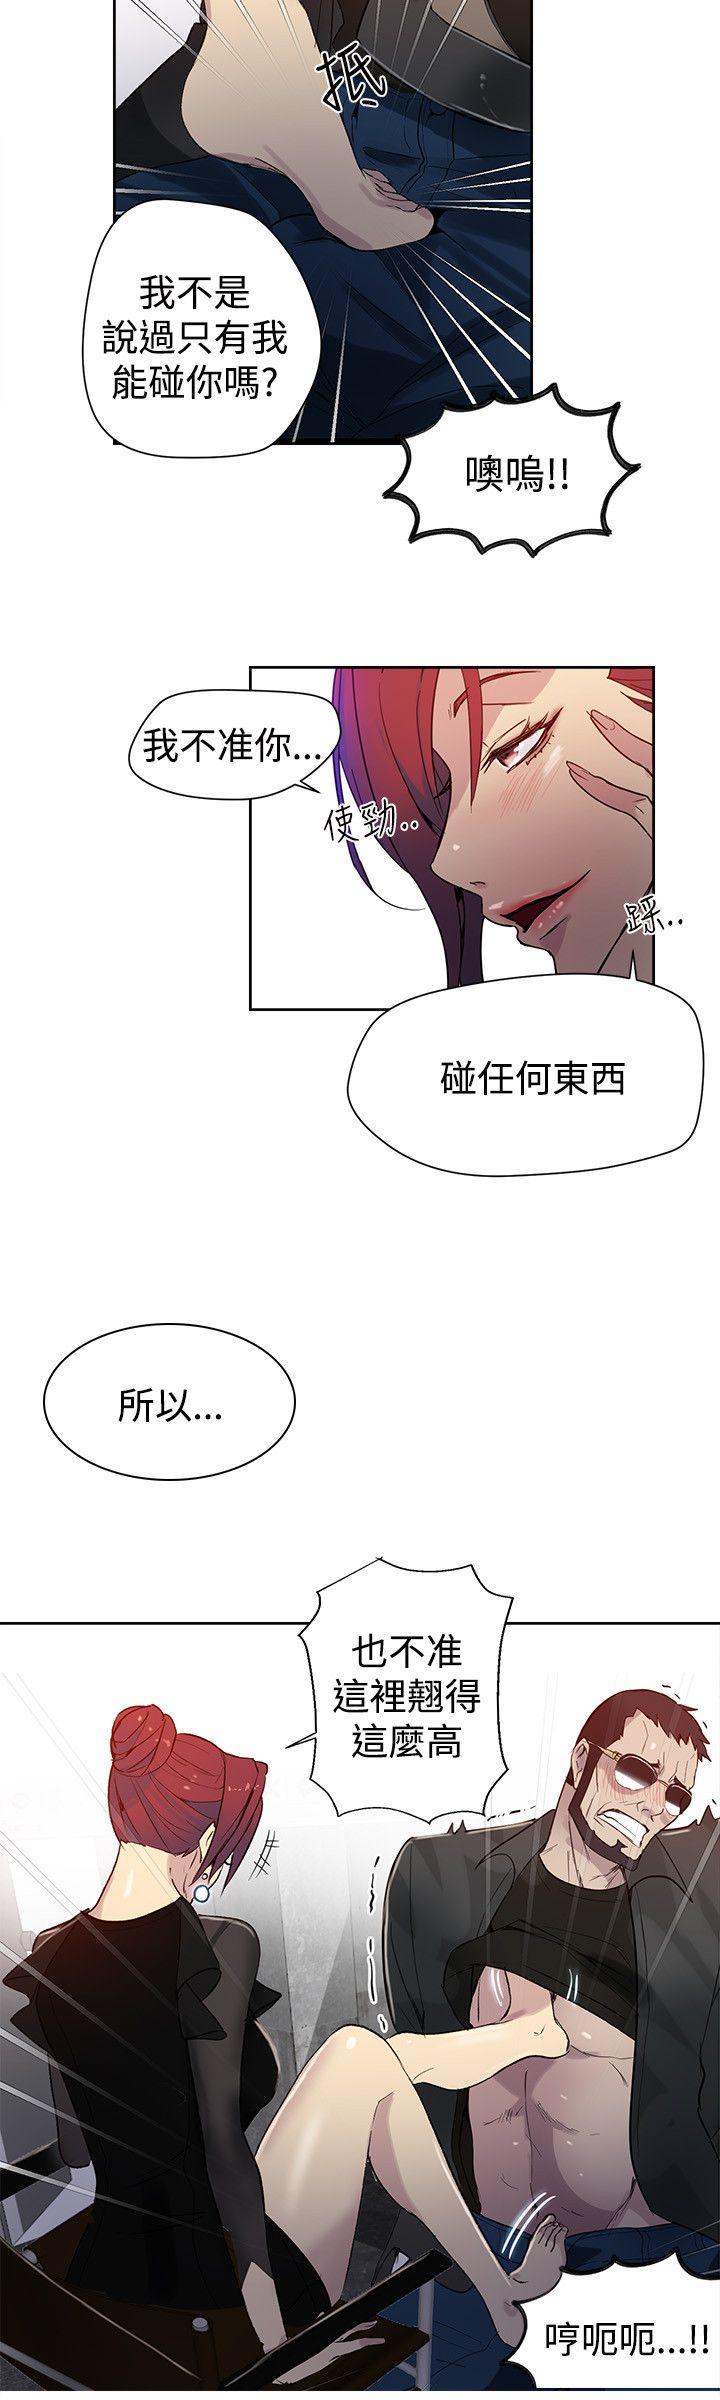 抵
我不是
說過只有我
能碰你嗎?
噢嗚!!
我不准你...
使勁..
踩..
碰任何東西
所以...
也不准
這裡翹得
這麼高
哼呃呃...!!